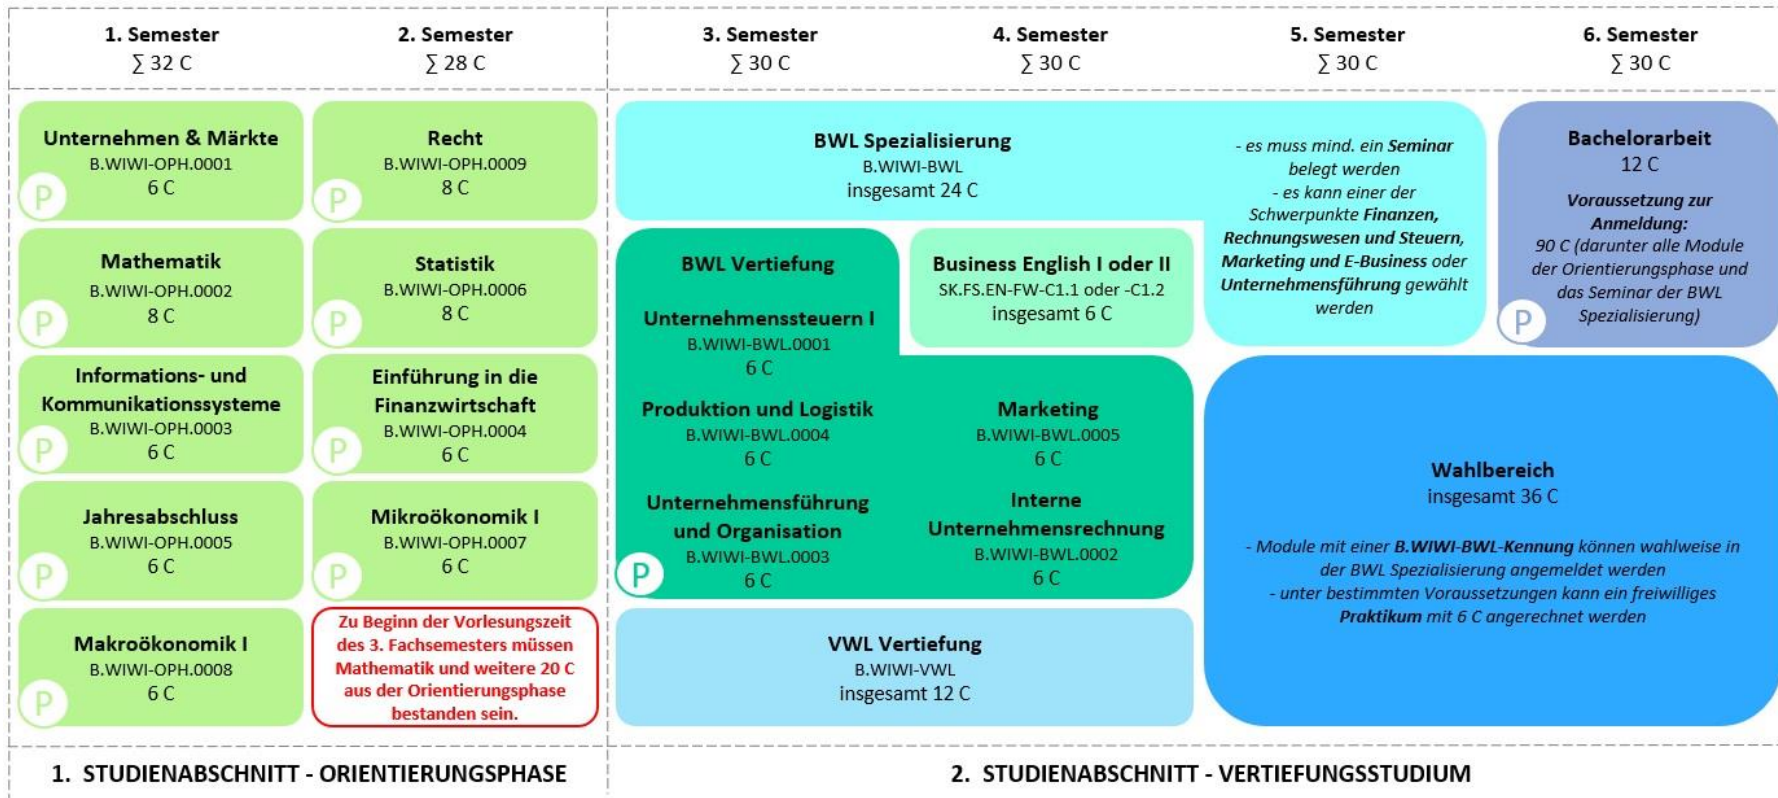 1. Semester
∑ 32 C
2. Semester
∑ 28 C
3. Semester
∑ 30 C
4. Semester
∑ 30 C
5. Semester
∑ 30 C
6. Semester
∑ 30 C
Unternehmen & Märkte
B.WIWI-OPH.0001
6 C
P
Mathematik
B.WIWI-OPH.0002
8 C
Informations- und
Kommunikationssysteme
B.WIWI-OPH.0003
6 C
P
Jahresabschluss
B.WIWI-OPH.0005
6 C
P
Makroökonomik I
B.WIWI-OPH.0008
6 C
P
Recht
B.WIWI-OPH.0009
8 C
P
Statistik
B.WIWI-OPH.0006
8 C
Einführung in die
Finanzwirtschaft
B.WIWI-OPH.0004
6 C
P
Mikroökonomik I
B.WIWI-OPH.0007
6 C
P
Zu Beginn der Vorlesungszeit
des 3. Fachsemesters müssen
Mathematik und weitere 20 C
aus der Orientierungsphase
bestanden sein.
BWL Spezialisierung
B.WIWI-BWL
insgesamt 24 C
- es muss mind. ein Seminar
belegt werden
- es kann einer der
Schwerpunkte Finanzen,
Rechnungswesen und Steuern,
Marketing und E-Business oder
Unternehmensführung gewählt
werden
BWL Vertiefung
Unternehmenssteuern I
B.WIWI-BWL.0001
6 C
Produktion und Logistik
B.WIWI-BWL.0004
6 C
Unternehmensführung
und Organisation
B.WIWI-BWL.0003
6 C
P
Business English I oder II
SK.FS.EN-FW-C1.1 oder -C1.2
insgesamt 6 C
Marketing
B.WIWI-BWL.0005
6 C
Interne
Unternehmensrechnung
B.WIWI-BWL.0002
6 C
VWL Vertiefung
B.WIWI-VWL
insgesamt 12 C
Bachelorarbeit
12 C
Voraussetzung zur
Anmeldung:
90 C (darunter alle Module
der Orientierungsphase und
das Seminar der BWL
Spezialisierung)
P
Wahlbereich
insgesamt 36 C
- Module mit einer B.WIWI-BWL-Kennung können wahlweise in
der BWL Spezialisierung angemeldet werden
- unter bestimmten Voraussetzungen kann ein freiwilliges
Praktikum mit 6 C angerechnet werden
1. STUDIENABSCHNITT - ORIENTIERUNGSPHASE
2. STUDIENABSCHNITT - VERTIEFUNGSSTUDIUM